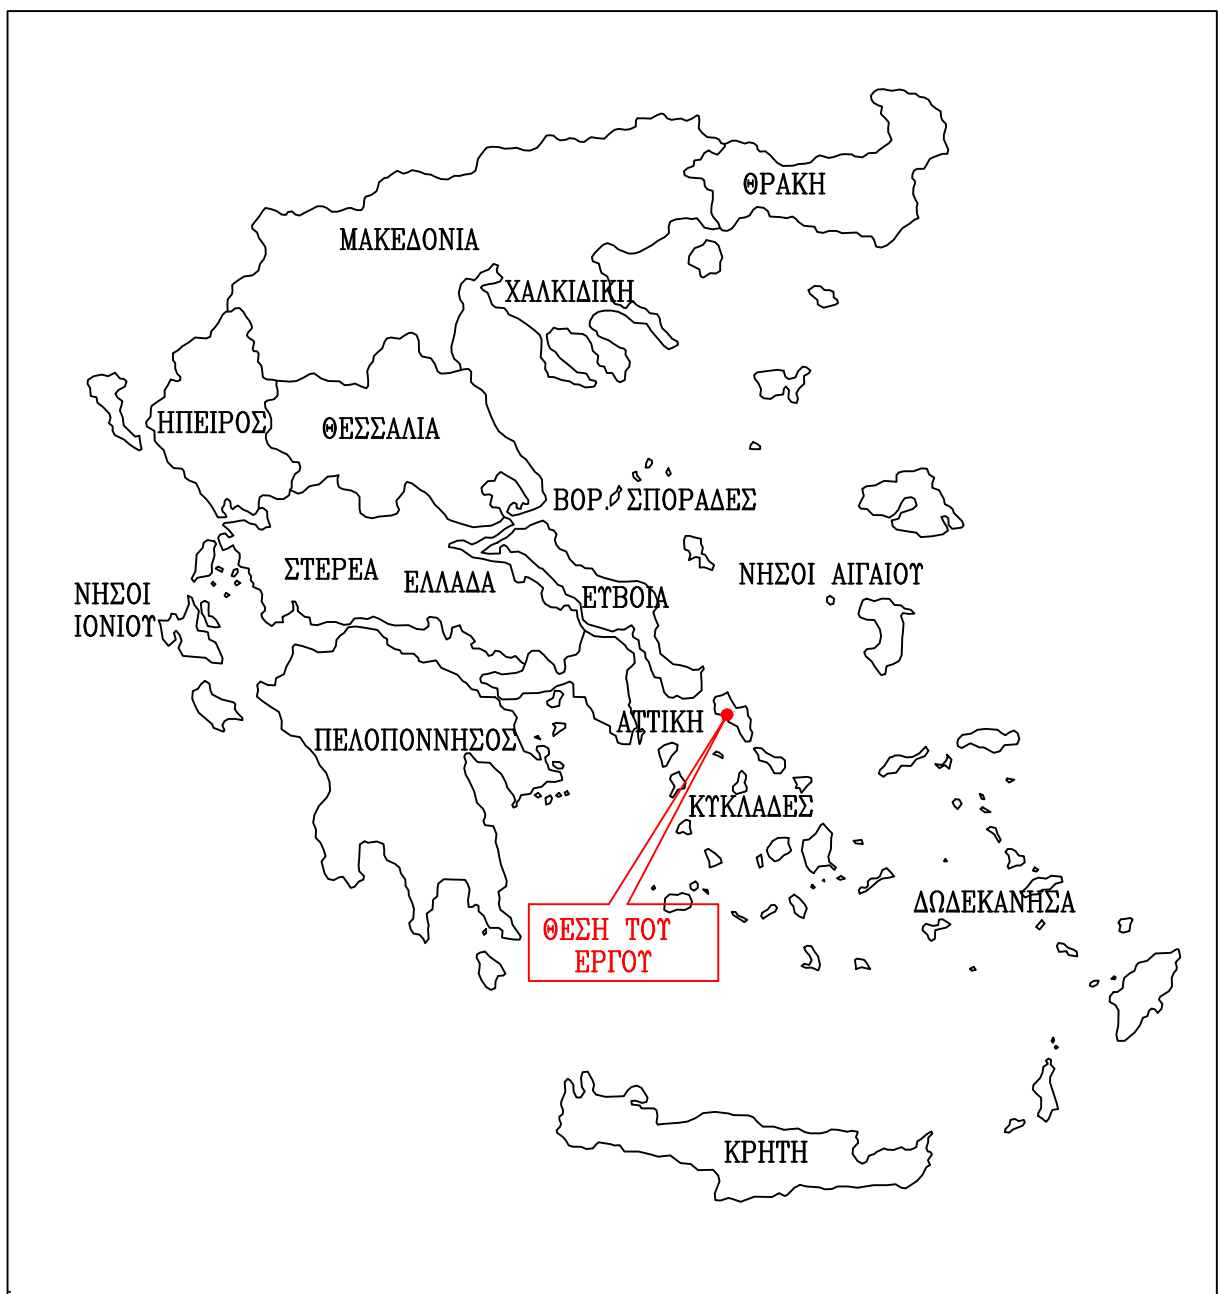 ΘΡΑΚΗ
ΜΑΚΕΔΟΝΙΑ
ΧΑΛΚΙΔΙΚΗ
ΗΠΕΙΡΟΣ
ΘΕΣΣΑΛΙΑ
ΒΟΡ. ΣΠΟΡΑΔΕΣ
ΣΤΕΡΕΑ
ΕΛΛΑΔΑ
ΝΗΣΟΙ ΑΙΓΑΙΟΥ
ΝΗΣΟΙ
ΙΟΝΙΟΥ
ΕΥΒΟΙΑ
ΑΤΤΙΚΗ
ΠΕΛΟΠΟΝΝΗΣΟΣ
ΚΥΚΛΑΔΕΣ
ΔΩΔΕΚΑΝΗΣΑ
ΘΕΣΗ ΤΟΥ
ΕΡΓΟΥ
ΚΡΗΤΗ